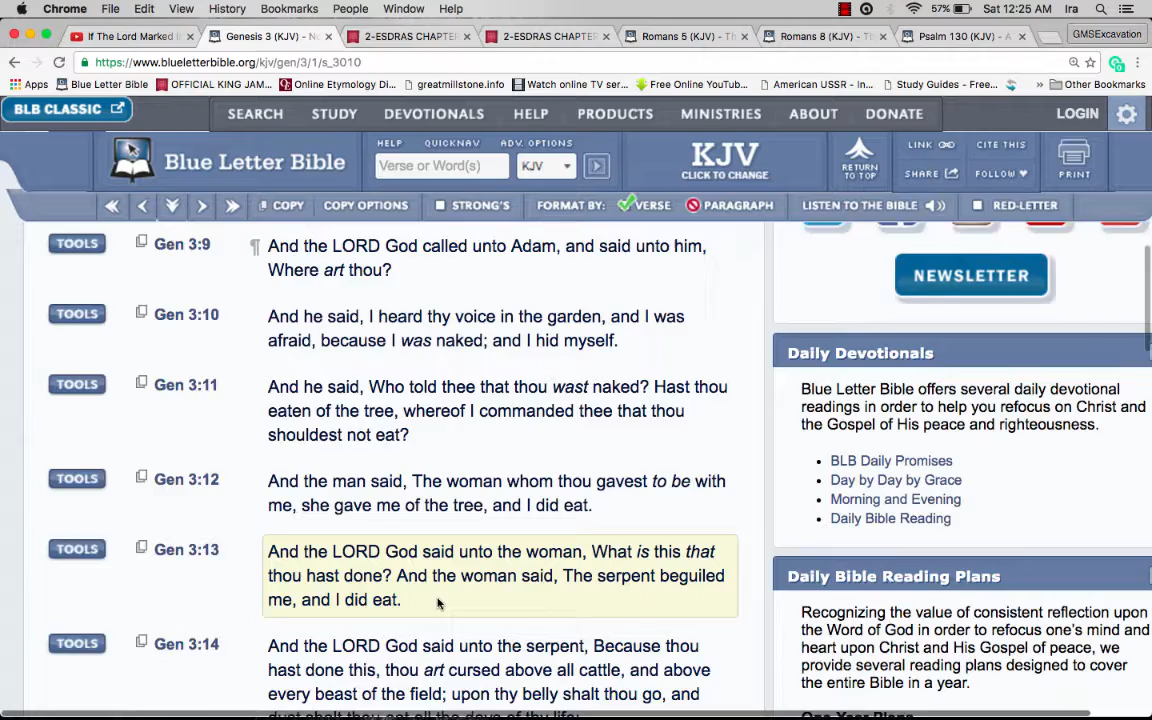 Chrome File Edit View History Bookmarks People Window Help 57% Sat 12:25 AM Ira
If The Lord Marked I Genesis 3 (KJV) - N 2-ESDRAS CHAPTER 2-ESDRAS CHAPTER Romans 5 (KJV) - Th Romans 8 (KJV) - Th Psalm 130 (KJV) - A GMSExcavation
https://www.blueletterbible.org/kjv/gen/3/1/s_3010
Apps Blue Letter Bible OFFICIAL KING JAM... Online Etymology Di... greatmillstone.info Watch online TV ser... Free Online YouTub... American USSR - In... Study Guides - Free... » Other Bookmarks
BLB CLASSIC SEARCH STUDY DEVOTIONALS HELP PRODUCTS MINISTRIES ABOUT DONATE LOGIN
Blue Letter Bible
HELP QUICKNAV ADV. OPTIONS
Verse or Word(s) KJV
KJV
CLICK TO CHANGE
RETURN
TO TOP
LINK CITE THIS
SHARE FOLLOW
PRINT
COPY COPY OPTIONS STRONG'S FORMAT BY: VERSE PARAGRAPH LISTEN TO THE BIBLE RED-LETTER
TOOLS Gen 3:9 ¶ And the LORD God called unto Adam, and said unto him,
Where art thou?
TOOLS Gen 3:10 And he said, I heard thy voice in the garden, and I was
afraid, because I was naked; and I hid myself.
TOOLS Gen 3:11 And he said, Who told thee that thou wast naked? Hast thou
eaten of the tree, whereof I commanded thee that thou
shouldest not eat?
TOOLS Gen 3:12 And the man said, The woman whom thou gavest to be with
me, she gave me of the tree, and I did eat.
TOOLS Gen 3:13 And the LORD God said unto the woman, What is this that
thou hast done? And the woman said, The serpent beguiled
me, and I did eat.
TOOLS Gen 3:14 And the LORD God said unto the serpent, Because thou
hast done this, thou art cursed above all cattle, and above
every beast of the field; upon thy belly shalt thou go, and
dust shalt thou eat all the days of thy life:
NEWSLETTER
Daily Devotionals
Blue Letter Bible offers several daily devotional
readings in order to help you refocus on Christ and
the Gospel of His peace and righteousness.
• BLB Daily Promises
• Day by Day by Grace
• Morning and Evening
• Daily Bible Reading
Daily Bible Reading Plans
Recognizing the value of consistent reflection upon
the Word of God in order to refocus one's mind and
heart upon Christ and His Gospel of peace, we
provide several reading plans designed to cover
the entire Bible in a year.
One Year Plans